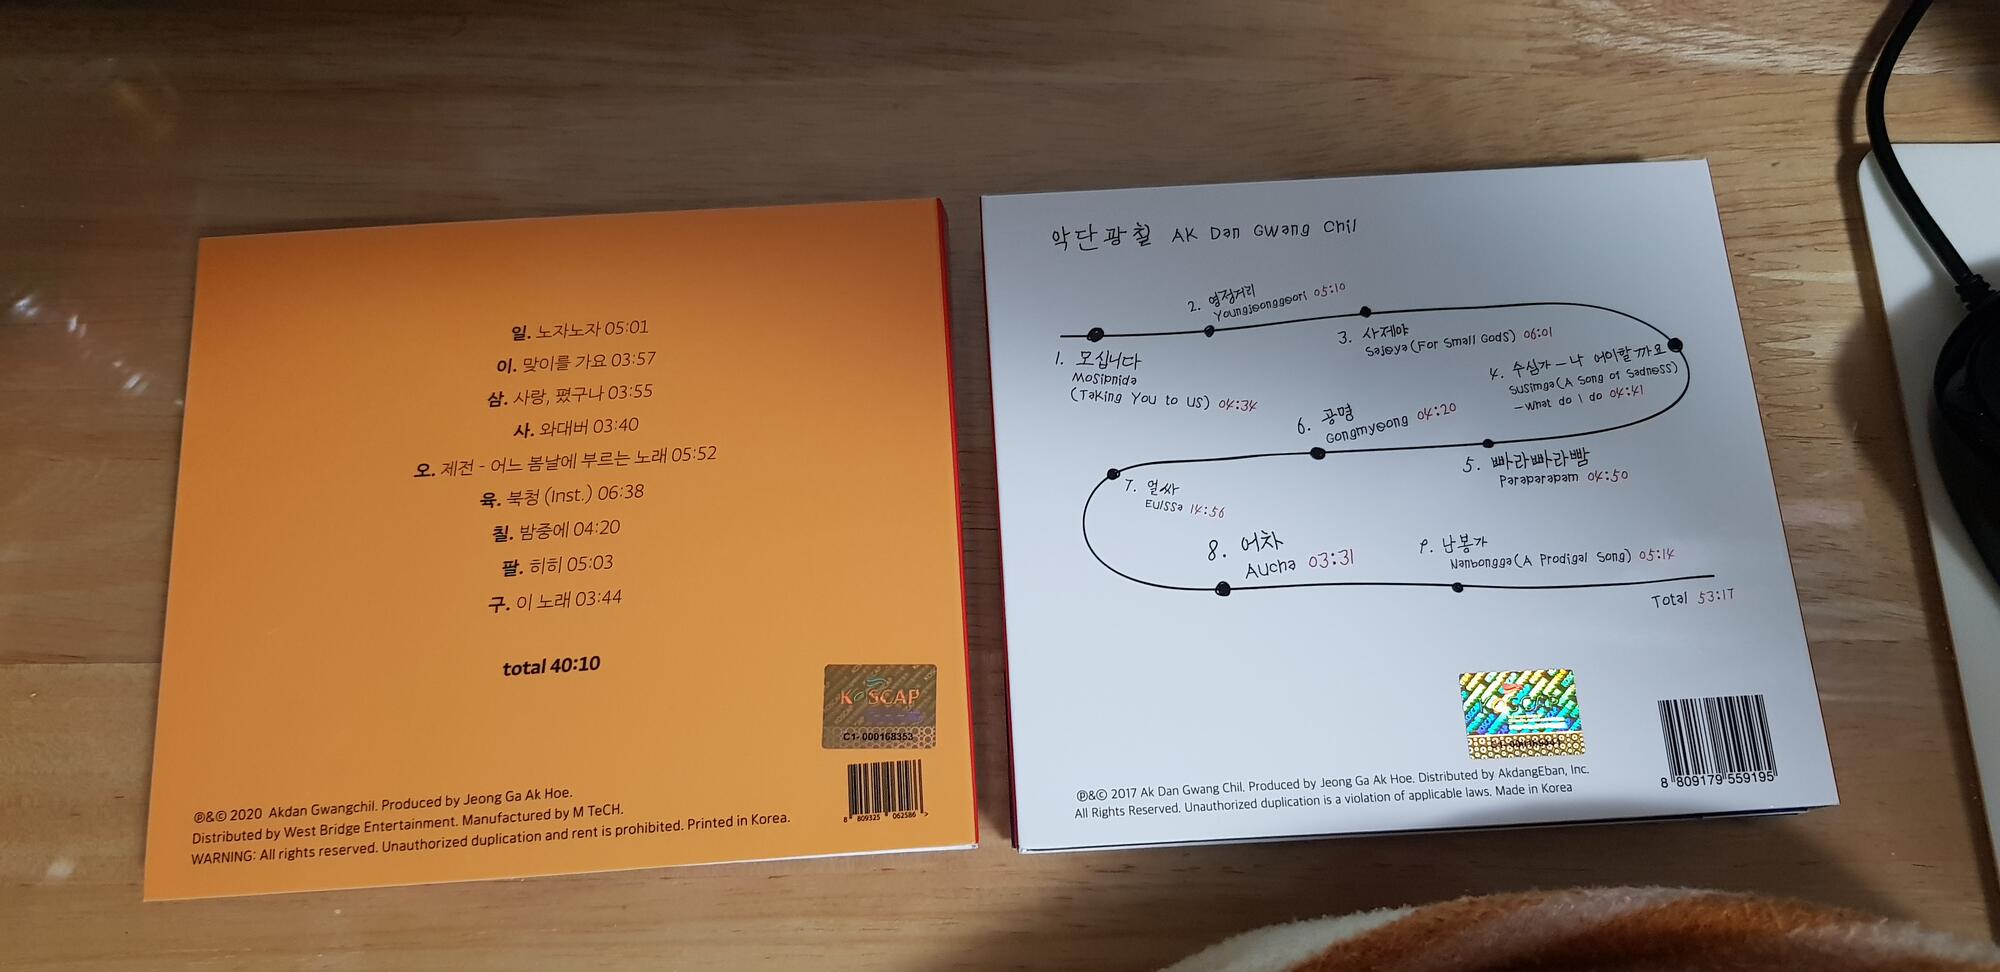 일. 노자노자 05:01
이. 맞이를 가요 03:57
삼. 사랑, 폈구나 03:55
사. 와대버 03:40
오. 제전 - 어느 봄날에 부르는 노래 05:52
육. 북청 (Inst.) 06:38
칠. 밤중에 04:20
팔. 히히 05:03
구. 이 노래 03:44
total 40:10
KOSCAP
C1- 000168353
℗&© 2020 Akdan Gwangchil. Produced by Jeong Ga Ak Hoe.
Distributed by West Bridge Entertainment. Manufactured by M TeCH.
WARNING: All rights reserved. Unauthorized duplication and rent is prohibited. Printed in Korea.
8 809325 062586 >
악단광칠 AK Dan Gwang Chil
1. 모십니다
Mosipnida
(Taking You to Us) 04:34
2. 영정거리
Youngjeonggeori 05:10
3. 사제야
Sajeya (For Small Gods) 06:01
4. 수심가 – 나 어이할까요
Susimga (A Song of Sadness)
– What do I do 04:41
5. 빠라빠라빰
Paraparapam 04:50
6. 광명
Gongmyeong 04:20
7. 얼싸
Eulssa 14:56
8. 어차
Aucha 03:31
9. 난봉가
Nanbongga (A Prodigal Song) 05:14
Total 53:17
KOSCAP
℗&© 2017 Ak Dan Gwang Chil. Produced by Jeong Ga Ak Hoe. Distributed by AkdangEban, Inc.
All Rights Reserved. Unauthorized duplication is a violation of applicable laws. Made in Korea
8 809179 559195